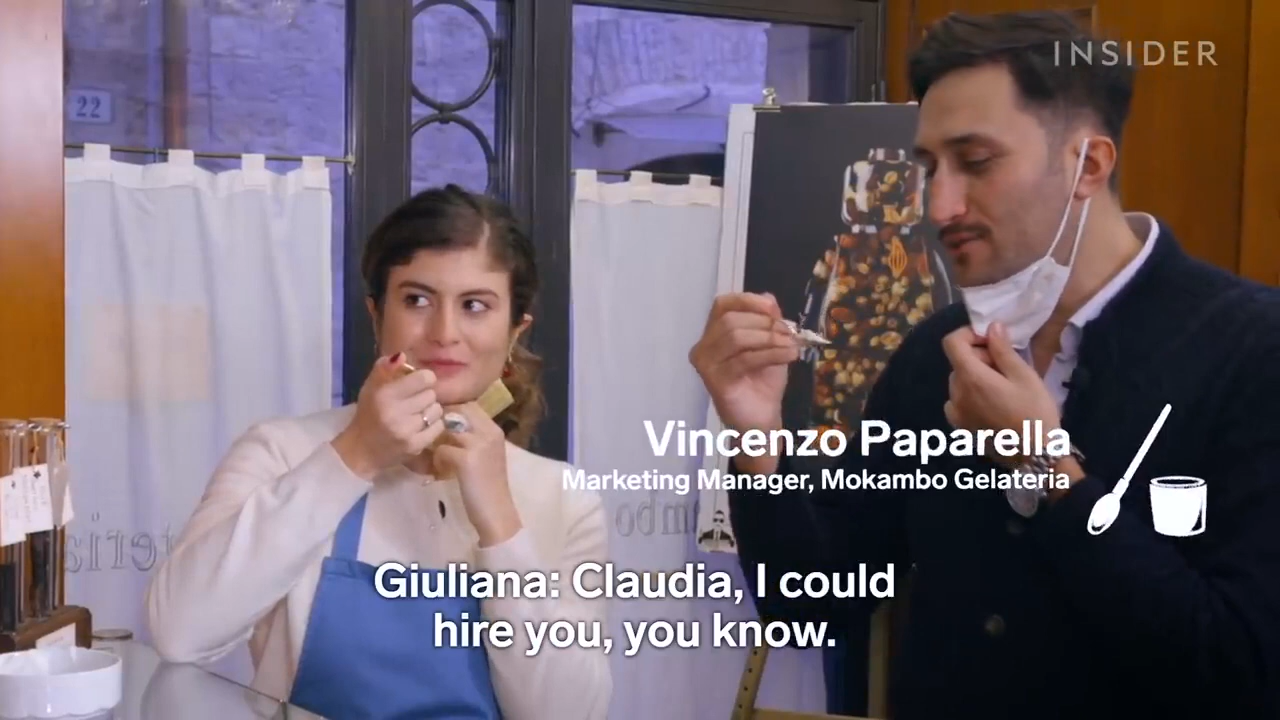 INSIDER
22
Vincenzo Paparella
Marketing Manager, Mokambo Gelateria
Giuliana: Claudia, I could
hire you, you know.